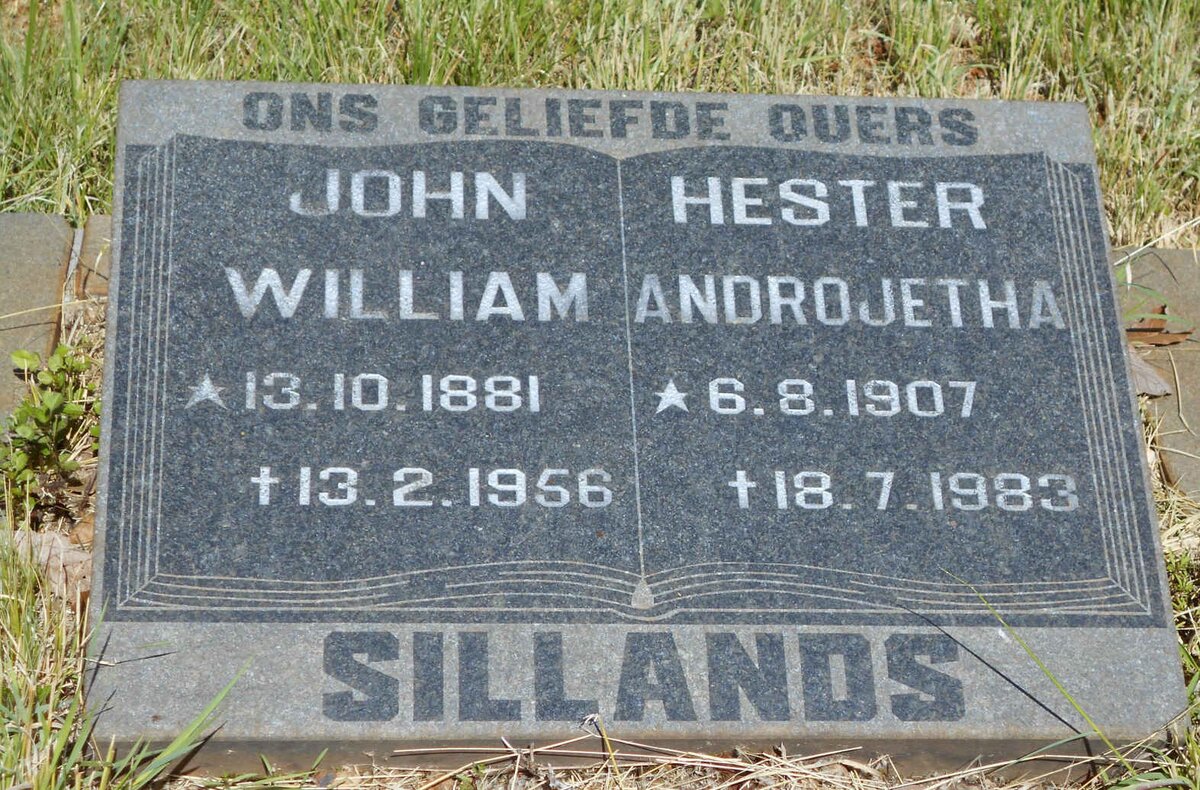 ONS GELIEFDE OUERS
JOHN
WILLIAM
★13.10.1881
✝13.2.1956
HESTER
ANDROJETHA
★6.8.1907
✝18.7.1983
SILLANDS